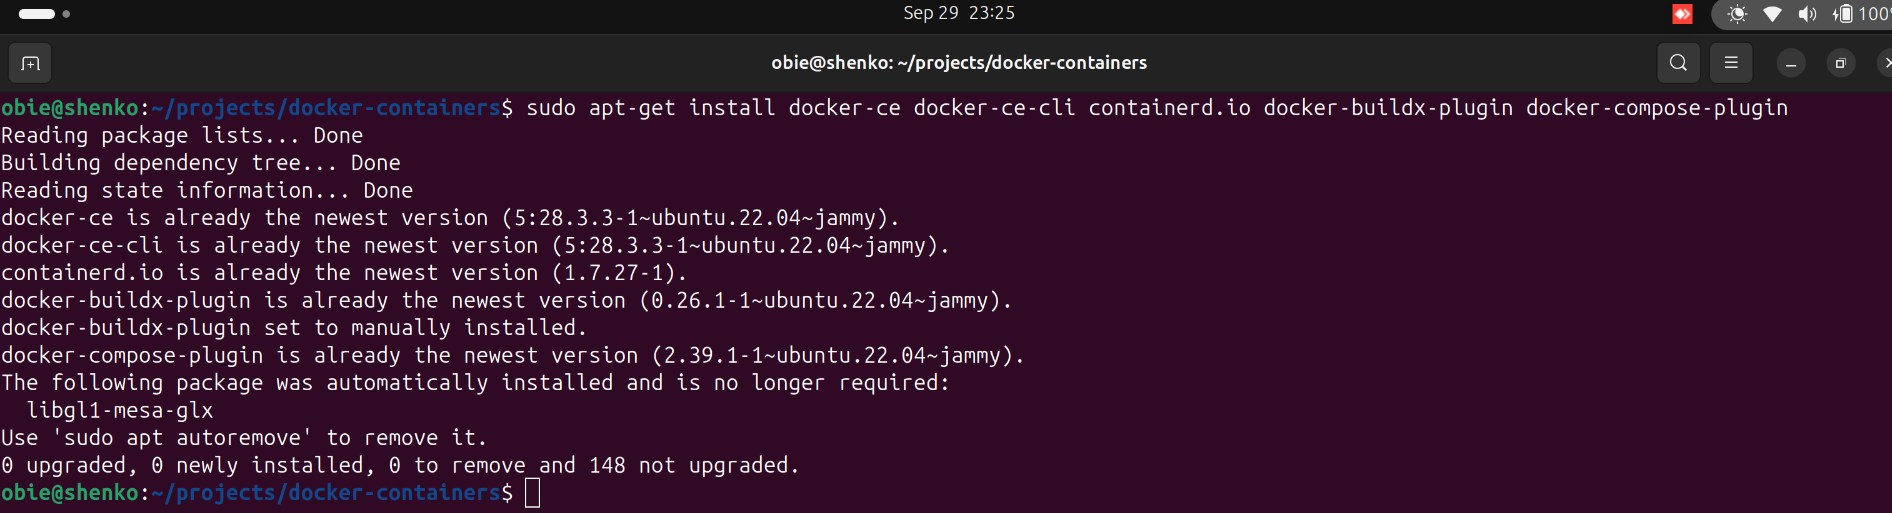 Sep 29 23:25
100%
obie@shenko: ~/projects/docker-containers
obie@shenko:~/projects/docker-containers$ sudo apt-get install docker-ce docker-ce-cli containerd.io docker-buildx-plugin docker-compose-plugin
Reading package lists... Done
Building dependency tree... Done
Reading state information... Done
docker-ce is already the newest version (5:28.3.3-1~ubuntu.22.04~jammy).
docker-ce-cli is already the newest version (5:28.3.3-1~ubuntu.22.04~jammy).
containerd.io is already the newest version (1.7.27-1).
docker-buildx-plugin is already the newest version (0.26.1-1~ubuntu.22.04~jammy).
docker-buildx-plugin set to manually installed.
docker-compose-plugin is already the newest version (2.39.1-1~ubuntu.22.04~jammy).
The following package was automatically installed and is no longer required:
  libgl1-mesa-glx
Use 'sudo apt autoremove' to remove it.
0 upgraded, 0 newly installed, 0 to remove and 148 not upgraded.
obie@shenko:~/projects/docker-containers$